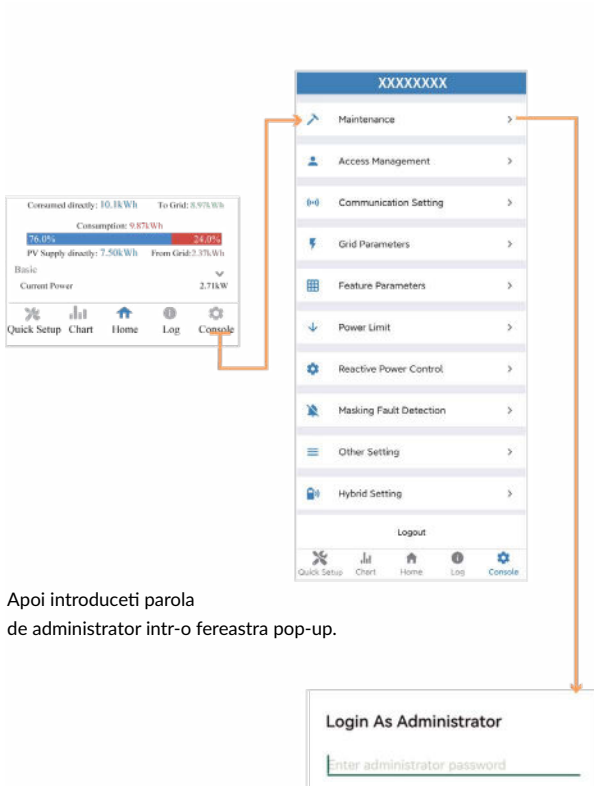 XXXXXXXX
Maintenance
Access Management
Communication Setting
Grid Parameters
Feature Parameters
Power Limit
Reactive Power Control
Masking Fault Detection
Other Setting
Hybrid Setting
Logout
Quick Setup Chart Home Log Console
Consumed directly: 10.1kWh To Grid: 8.97kWh
Consumption: 9.87kWh
76.0% 24.0%
PV Supply directly: 7.50kWh From Grid: 2.37kWh
Basic
Current Power 2.71kW
Quick Setup Chart Home Log Console
Apoi introduceti parola
de administrator intr-o fereastra pop-up.
Login As Administrator
Enter administrator password